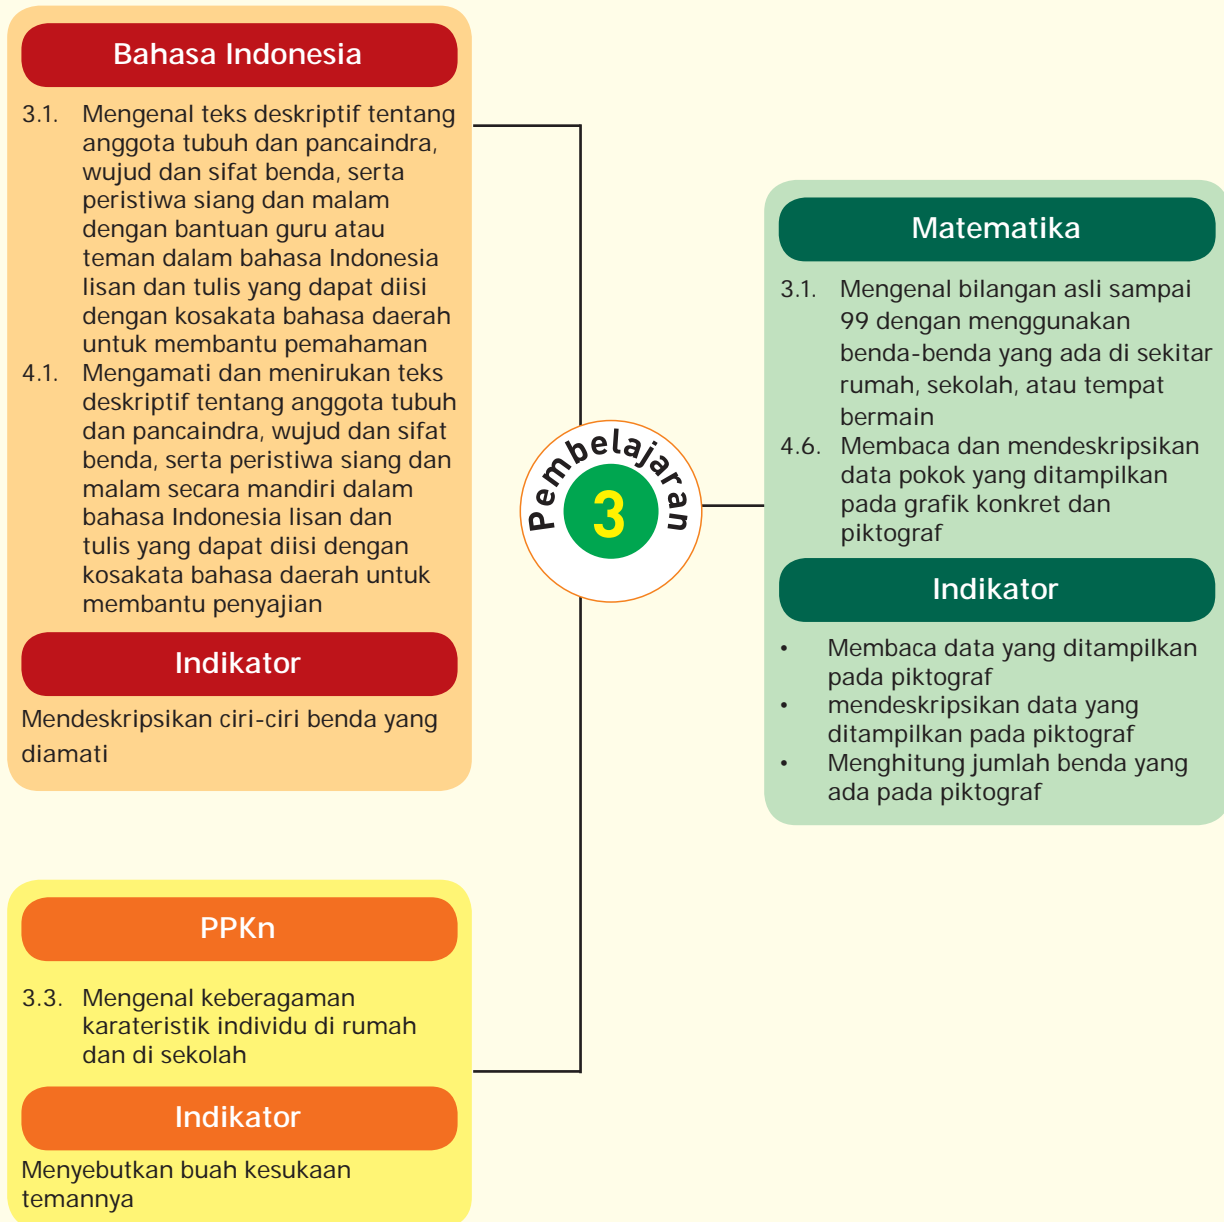 Bahasa Indonesia
3.1. Mengenal teks deskriptif tentang
anggota tubuh dan pancaindra,
wujud dan sifat benda, serta
peristiwa siang dan malam
dengan bantuan guru atau
teman dalam bahasa Indonesia
lisan dan tulis yang dapat diisi
dengan kosakata bahasa daerah
untuk membantu pemahaman
4.1. Mengamati dan menirukan teks
deskriptif tentang anggota tubuh
dan pancaindra, wujud dan sifat
benda, serta peristiwa siang dan
malam secara mandiri dalam
bahasa Indonesia lisan dan
tulis yang dapat diisi dengan
kosakata bahasa daerah untuk
membantu penyajian
Indikator
Mendeskripsikan ciri-ciri benda yang
diamati
Pembelajaran
3
Matematika
3.1. Mengenal bilangan asli sampai
99 dengan menggunakan
benda-benda yang ada di sekitar
rumah, sekolah, atau tempat
bermain
4.6. Membaca dan mendeskripsikan
data pokok yang ditampilkan
pada grafik konkret dan
piktograf
Indikator
• Membaca data yang ditampilkan
pada piktograf
• mendeskripsikan data yang
ditampilkan pada piktograf
• Menghitung jumlah benda yang
ada pada piktograf
PPKn
3.3. Mengenal keberagaman
karateristik individu di rumah
dan di sekolah
Indikator
Menyebutkan buah kesukaan
temannya